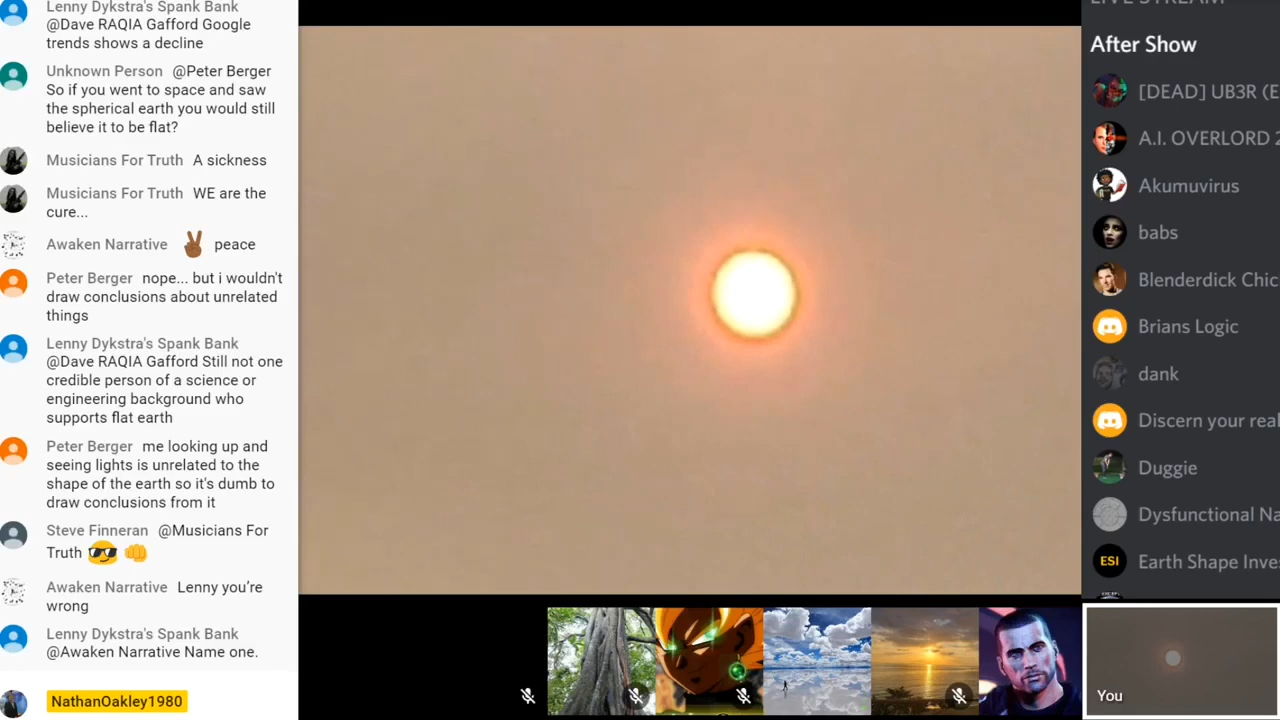 Lenny Dykstra's Spank Bank
@Dave RAQIA Gafford Google
trends shows a decline
Unknown Person @Peter Berger
So if you went to space and saw
the spherical earth you would still
believe it to be flat?
Musicians For Truth A sickness
Musicians For Truth WE are the
cure...
Awaken Narrative ✌🏾 peace
Peter Berger nope... but i wouldn't
draw conclusions about unrelated
things
Lenny Dykstra's Spank Bank
@Dave RAQIA Gafford Still not one
credible person of a science or
engineering background who
supports flat earth
Peter Berger me looking up and
seeing lights is unrelated to the
shape of the earth so it's dumb to
draw conclusions from it
Steve Finneran @Musicians For
Truth 😎 👊
Awaken Narrative Lenny you’re
wrong
Lenny Dykstra's Spank Bank
@Awaken Narrative Name one.
NathanOakley1980
LIVE STREAM
After Show
[DEAD] UB3R (E
A.I. OVERLORD
Akumuvirus
babs
Blenderdick Chic
Brians Logic
dank
Discern your real
Duggie
Dysfunctional Na
ESI
Earth Shape Inve
You